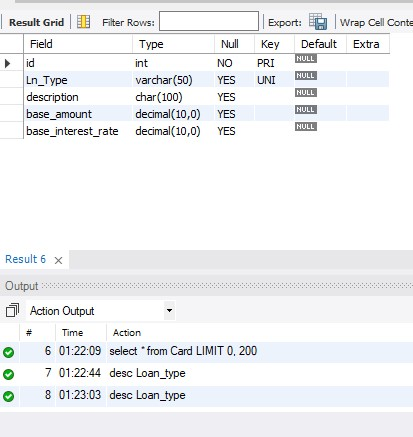 Result Grid Filter Rows: Export: Wrap Cell Conte
Field Type Null Key Default Extra
id int NO PRI NULL
Ln_Type varchar(50) YES UNI NULL
description char(100) YES NULL
base_amount decimal(10,0) YES NULL
base_interest_rate decimal(10,0) YES NULL
Result 6
Output
Action Output
# Time Action
6 01:22:09 select * from Card LIMIT 0, 200
7 01:22:44 desc Loan_type
8 01:23:03 desc Loan_type